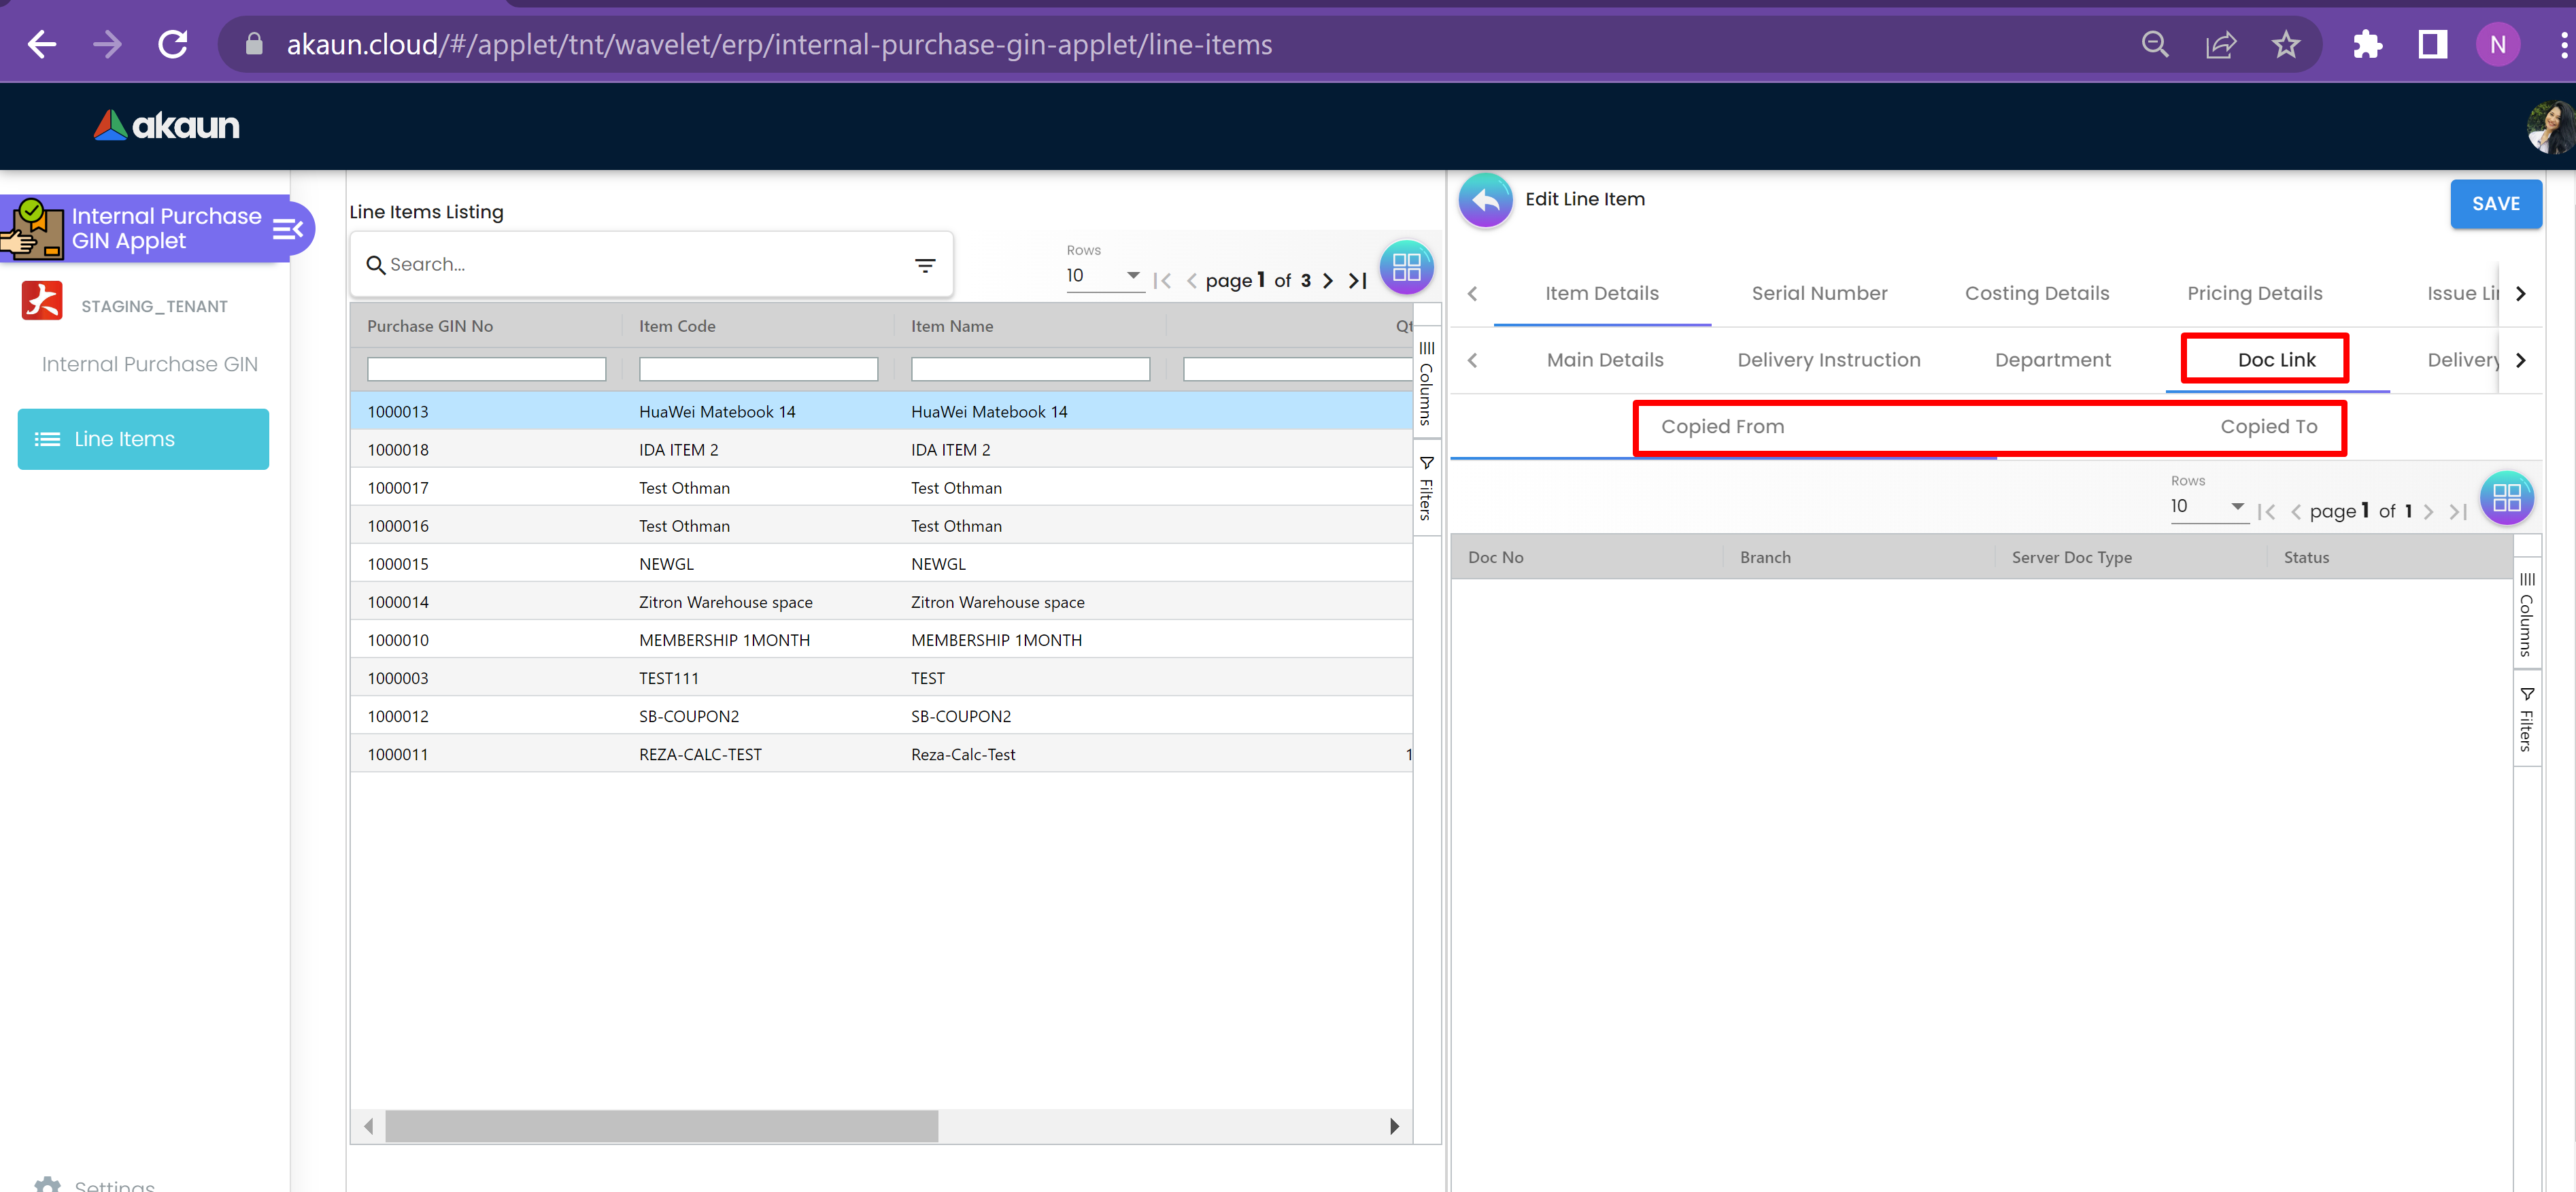 akaun.cloud/#/applet/tnt/wavelet/erp/internal-purchase-gin-applet/line-items
N
akaun
Internal Purchase
GIN Applet
STAGING_TENANT
Internal Purchase GIN
Line Items
Settings
Line Items Listing
Search...
Rows
10
page 1 of 3
Purchase GIN No Item Code Item Name Qt
1000013 HuaWei Matebook 14 HuaWei Matebook 14
1000018 IDA ITEM 2 IDA ITEM 2
1000017 Test Othman Test Othman
1000016 Test Othman Test Othman
1000015 NEWGL NEWGL
1000014 Zitron Warehouse space Zitron Warehouse space
1000010 MEMBERSHIP 1MONTH MEMBERSHIP 1MONTH
1000003 TEST111 TEST
1000012 SB-COUPON2 SB-COUPON2
1000011 REZA-CALC-TEST Reza-Calc-Test 1
Columns
Filters
Edit Line Item
SAVE
Item Details Serial Number Costing Details Pricing Details Issue Lin
Main Details Delivery Instruction Department Doc Link Delivery
Copied From Copied To
Rows
10
page 1 of 1
Doc No Branch Server Doc Type Status
Columns
Filters